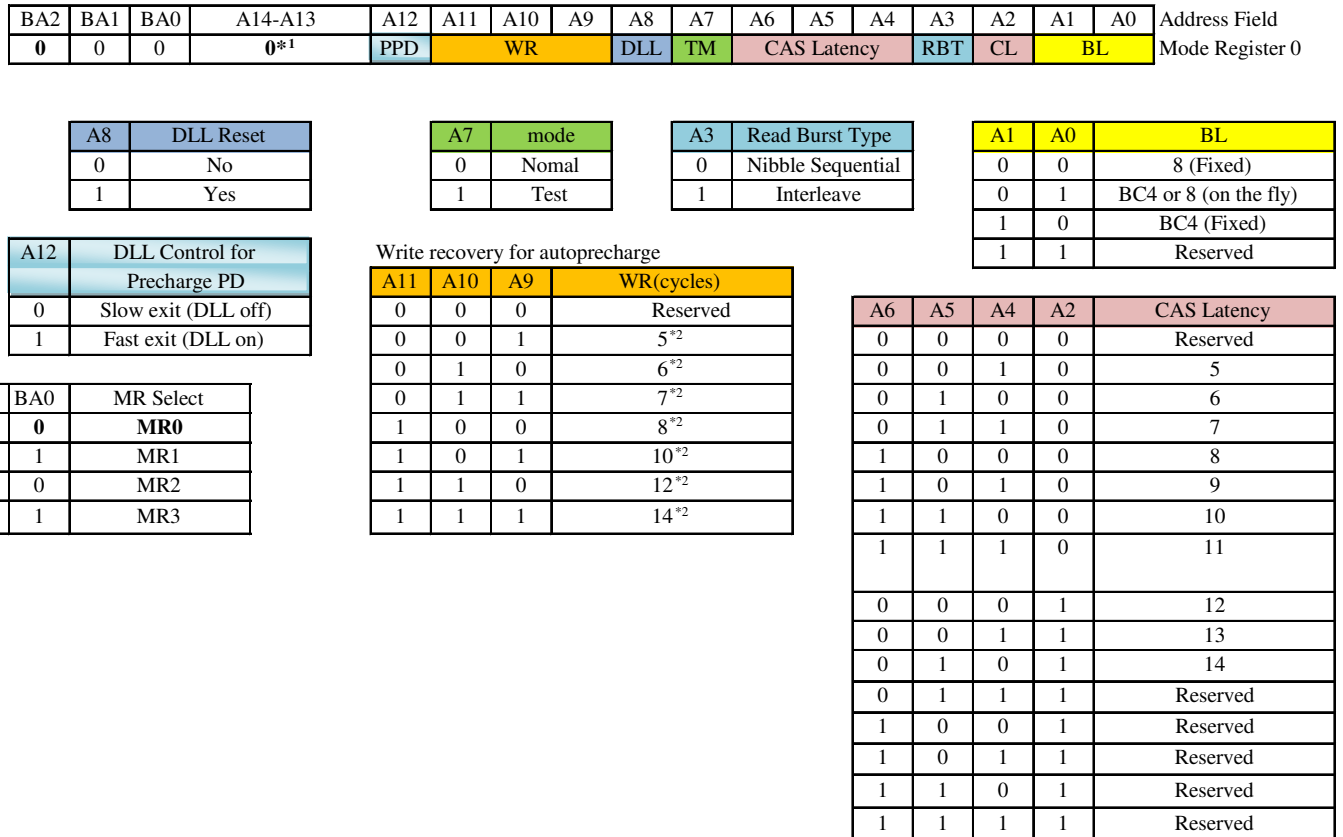 BA2 BA1 BA0 A14-A13 A12 A11 A10 A9 A8 A7 A6 A5 A4 A3 A2 A1 A0 Address Field
0 0 0 0*1 PPD WR DLL TM CAS Latency RBT CL BL Mode Register 0
A8 DLL Reset
0 No
1 Yes
A7 mode
0 Nomal
1 Test
A3 Read Burst Type
0 Nibble Sequential
1 Interleave
A1 A0 BL
0 0 8 (Fixed)
0 1 BC4 or 8 (on the fly)
1 0 BC4 (Fixed)
1 1 Reserved
A12 DLL Control for
Precharge PD
0 Slow exit (DLL off)
1 Fast exit (DLL on)
Write recovery for autoprecharge
A11 A10 A9 WR(cycles)
0 0 0 Reserved
0 0 1 5*2
0 1 0 6*2
0 1 1 7*2
1 0 0 8*2
1 0 1 10*2
1 1 0 12*2
1 1 1 14*2
BA0 MR Select
0 MR0
1 MR1
0 MR2
1 MR3
A6 A5 A4 A2 CAS Latency
0 0 0 0 Reserved
0 0 1 0 5
0 1 0 0 6
0 1 1 0 7
1 0 0 0 8
1 0 1 0 9
1 1 0 0 10
1 1 1 0 11
0 0 0 1 12
0 0 1 1 13
0 1 0 1 14
0 1 1 1 Reserved
1 0 0 1 Reserved
1 0 1 1 Reserved
1 1 0 1 Reserved
1 1 1 1 Reserved